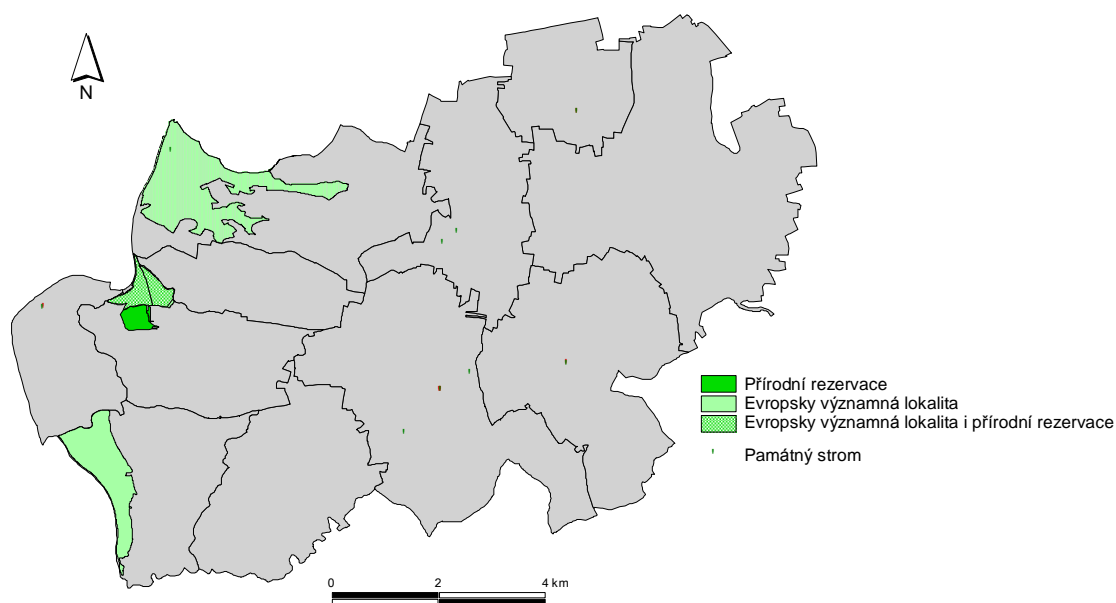 N
Přírodní rezervace
Evropsky významná lokalita
Evropsky významná lokalita i přírodní rezervace
Památný strom
0 2 4 km